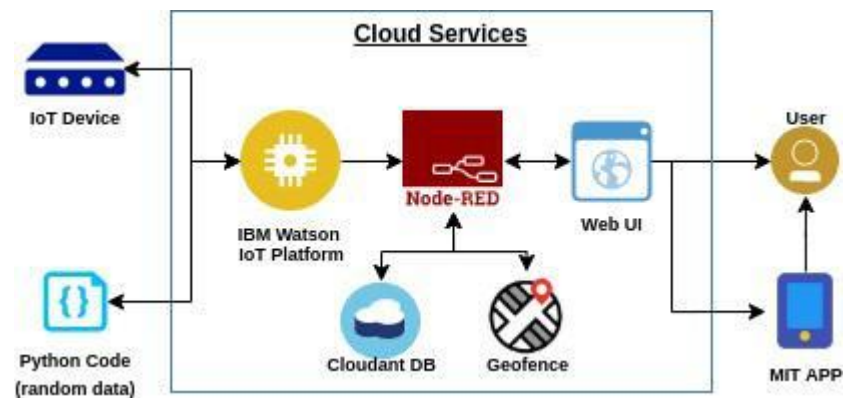 Cloud Services
IoT Device
User
Node-RED
Web UI
IBM Watson
IoT Platform
Python Code
(random data)
Cloudant DB
Geofence
MIT APP
{}